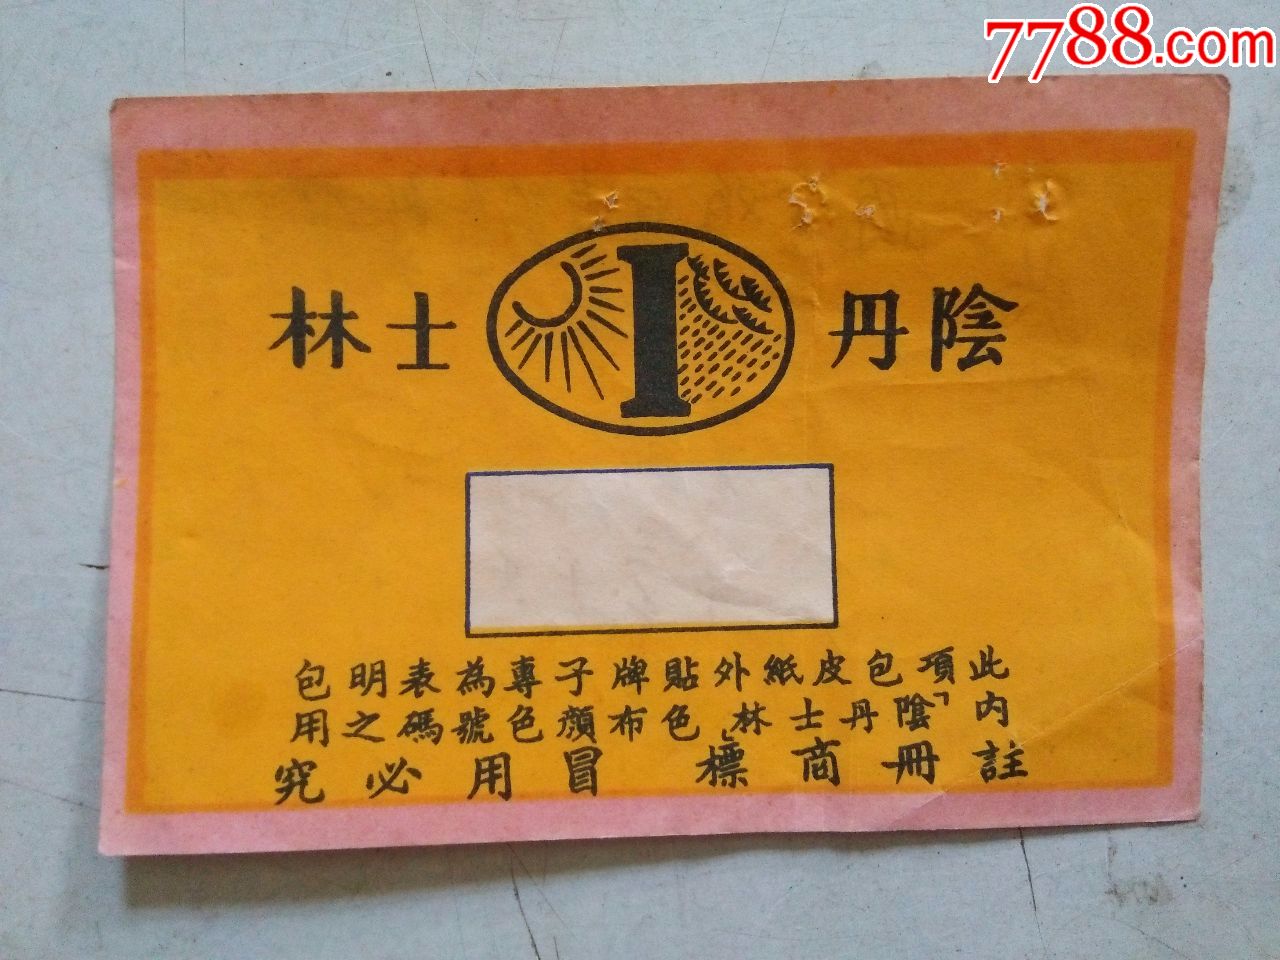 7788.com
陰丹士林
I
此項包皮紙外貼牌子專為表明包
內「陰丹士林」色布顏色號碼之用
註冊商標 冒用必究